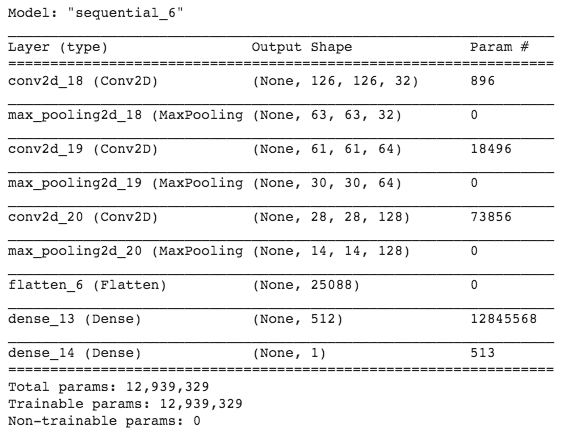 Model: "sequential_6"
Layer (type) Output Shape Param #
conv2d_18 (Conv2D) (None, 126, 126, 32) 896
max_pooling2d_18 (MaxPooling (None, 63, 63, 32) 0
conv2d_19 (Conv2D) (None, 61, 61, 64) 18496
max_pooling2d_19 (MaxPooling (None, 30, 30, 64) 0
conv2d_20 (Conv2D) (None, 28, 28, 128) 73856
max_pooling2d_20 (MaxPooling (None, 14, 14, 128) 0
flatten_6 (Flatten) (None, 25088) 0
dense_13 (Dense) (None, 512) 12845568
dense_14 (Dense) (None, 1) 513
Total params: 12,939,329
Trainable params: 12,939,329
Non-trainable params: 0